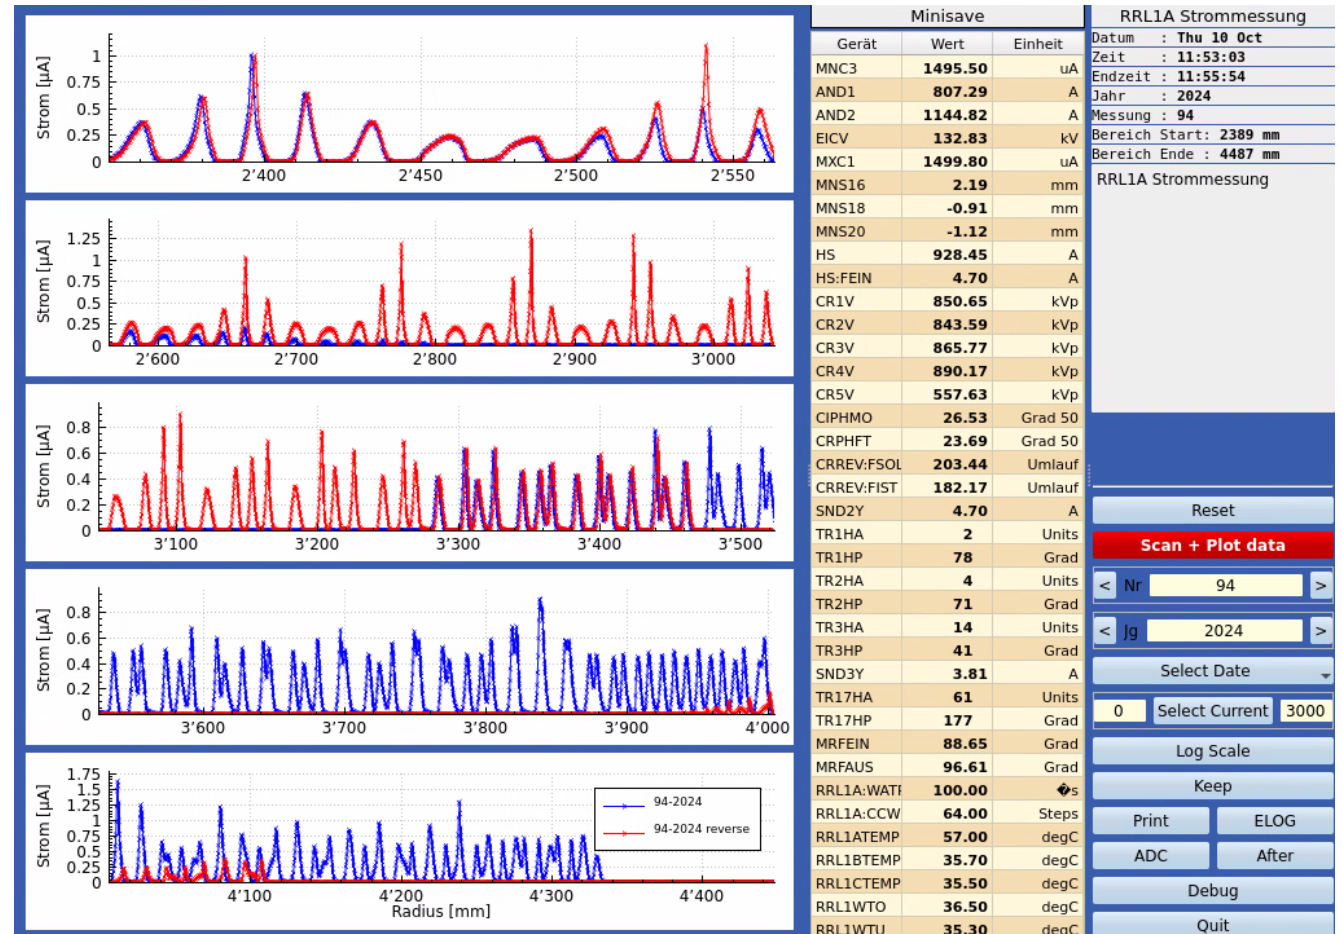 Strom [µA]
1
0.75
0.5
0.25
0
2’400
2’450
2’500
2’550
Strom [µA]
1.25
1
0.75
0.5
0.25
0
2’600
2’700
2’800
2’900
3’000
Strom [µA]
0.8
0.6
0.4
0.2
0
3’100
3’200
3’300
3’400
3’500
Strom [µA]
0.8
0.6
0.4
0.2
0
3’600
3’700
3’800
3’900
4’000
Strom [µA]
1.75
1.5
1.25
1
0.75
0.5
0.25
0
94-2024
94-2024 reverse
4’100
4’200
4’300
4’400
Radius [mm]
Minisave
Gerät Wert Einheit
MNC3 1495.50 uA
AND1 807.29 A
AND2 1144.82 A
EICV 132.83 kV
MXC1 1499.80 uA
MNS16 2.19 mm
MNS18 -0.91 mm
MNS20 -1.12 mm
HS 928.45 A
HS:FEIN 4.70 A
CR1V 850.65 kVp
CR2V 843.59 kVp
CR3V 865.77 kVp
CR4V 890.17 kVp
CR5V 557.63 kVp
CIPHMO 26.53 Grad 50
CRPHFT 23.69 Grad 50
CRREV:FSOL 203.44 Umlauf
CRREV:FIST 182.17 Umlauf
SND2Y 4.70 A
TR1HA 2 Units
TR1HP 78 Grad
TR2HA 4 Units
TR2HP 71 Grad
TR3HA 14 Units
TR3HP 41 Grad
SND3Y 3.81 A
TR17HA 61 Units
TR17HP 177 Grad
MRFEIN 88.65 Grad
MRFAUS 96.61 Grad
RRL1A:WATF 100.00 �s
RRL1A:CCW 64.00 Steps
RRL1ATEMP 57.00 degC
RRL1BTEMP 35.70 degC
RRL1CTEMP 35.50 degC
RRL1WTO 36.50 degC
RRL1WTU 35.30 degC
RRL1A Strommessung
Datum : Thu 10 Oct
Zeit : 11:53:03
Endzeit : 11:55:54
Jahr : 2024
Messung : 94
Bereich Start: 2389 mm
Bereich Ende : 4487 mm
RRL1A Strommessung
Reset
Scan + Plot data
< Nr 94 >
< Jg 2024 >
Select Date
0 Select Current 3000
Log Scale
Keep
Print ELOG
ADC After
Debug
Quit